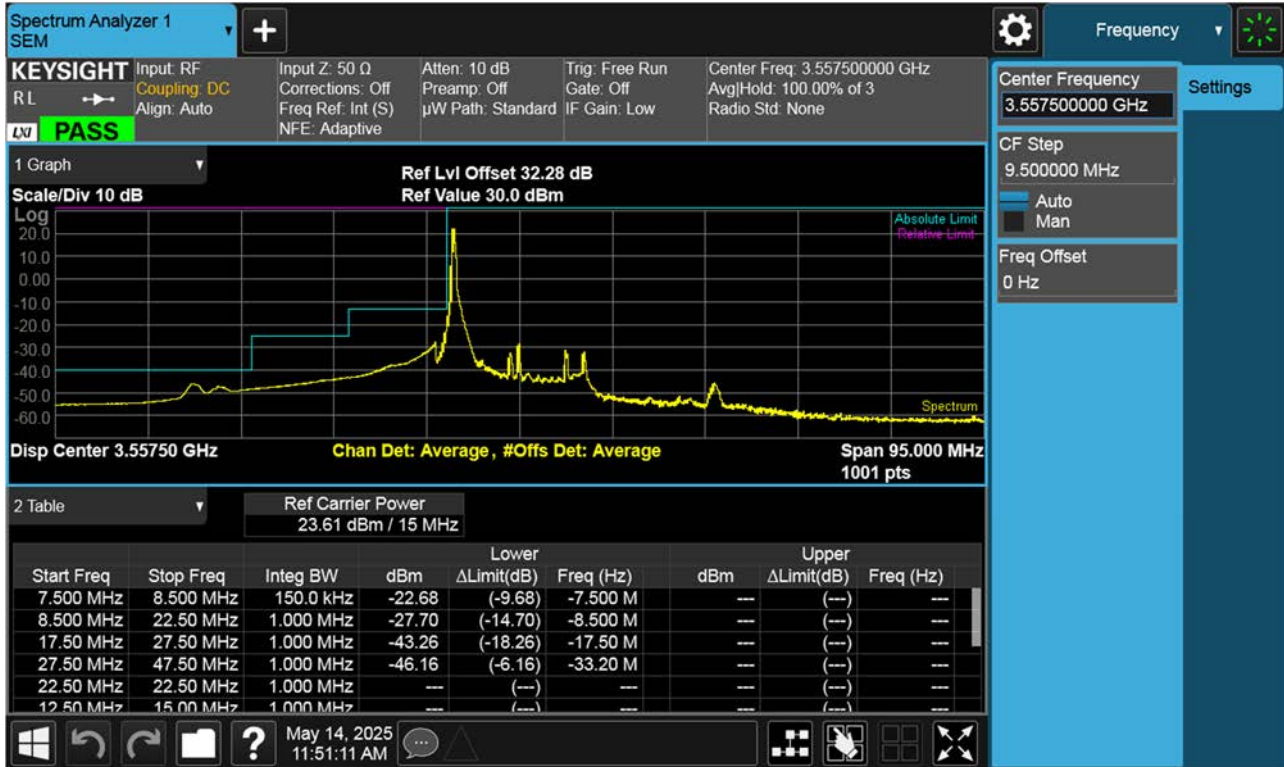 Spectrum Analyzer 1
SEM
Frequency
KEYSIGHT
RL
LXI
PASS
Input: RF
Coupling: DC
Align: Auto
Input Z: 50 Ω
Corrections: Off
Freq Ref: Int (S)
NFE: Adaptive
Atten: 10 dB
Preamp: Off
µW Path: Standard
Trig: Free Run
Gate: Off
IF Gain: Low
Center Freq: 3.557500000 GHz
Avg|Hold: 100.00% of 3
Radio Std: None
Center Frequency
3.557500000 GHz
Settings
CF Step
9.500000 MHz
Auto
Man
Freq Offset
0 Hz
1 Graph
Scale/Div 10 dB
Ref Lvl Offset 32.28 dB
Ref Value 30.0 dBm
Log
20.0
10.00
0.00
-10.0
-20.0
-30.0
-40.0
-50.0
-60.0
Absolute Limit
Relative Limit
Spectrum
Disp Center 3.55750 GHz
Chan Det: Average, #Offs Det: Average
Span 95.000 MHz
1001 pts
2 Table
Ref Carrier Power
23.61 dBm / 15 MHz
Lower Upper
Start Freq Stop Freq Integ BW dBm ΔLimit(dB) Freq (Hz) dBm ΔLimit(dB) Freq (Hz)
7.500 MHz 8.500 MHz 150.0 kHz -22.68 (-9.68) -7.500 M --- (---) ---
8.500 MHz 22.50 MHz 1.000 MHz -27.70 (-14.70) -8.500 M --- (---) ---
17.50 MHz 27.50 MHz 1.000 MHz -43.26 (-18.26) -17.50 M --- (---) ---
27.50 MHz 47.50 MHz 1.000 MHz -46.16 (-6.16) -33.20 M --- (---) ---
22.50 MHz 22.50 MHz 1.000 MHz --- (---) --- --- (---) ---
12.50 MHz 15.00 MHz 1.000 MHz --- (---) --- --- (---) ---
May 14, 2025
11:51:11 AM